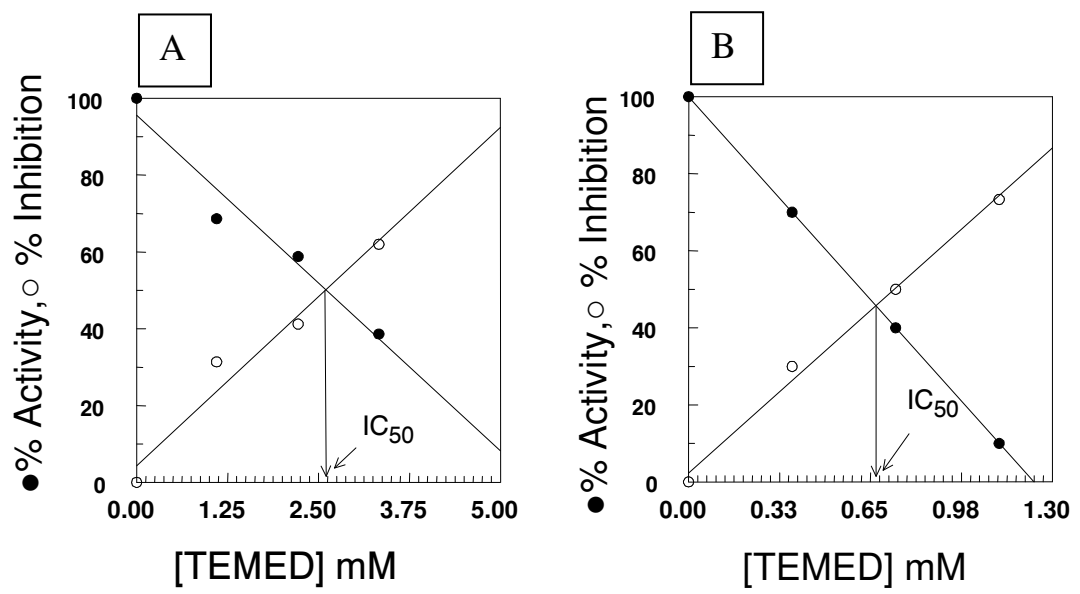 A
●% Activity,○ % Inhibition
100
80
60
40
20
0
IC50
0.00 1.25 2.50 3.75 5.00
[TEMED] mM
B
●% Activity,○ % Inhibition
100
80
60
40
20
0
IC50
0.00 0.33 0.65 0.98 1.30
[TEMED] mM